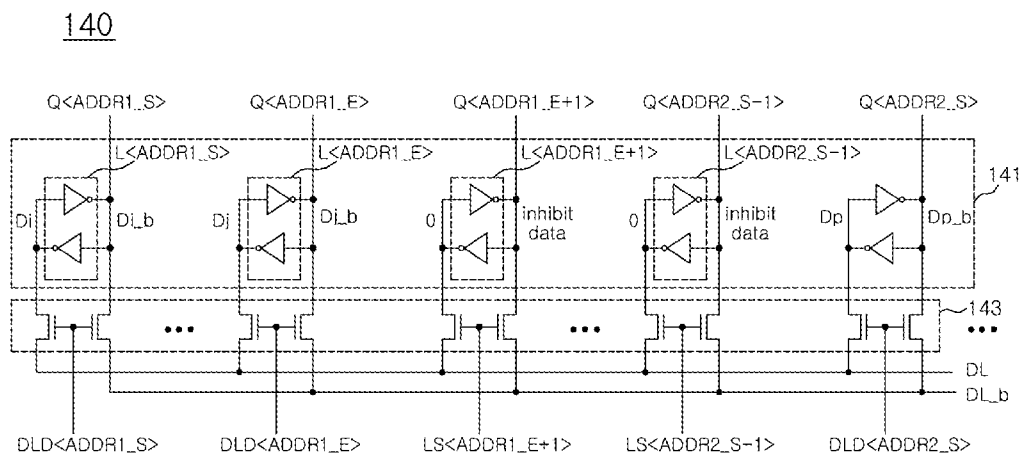 140
Q<ADDR1_S> Q<ADDR1_E> Q<ADDR1_E+1> Q<ADDR2_S-1> Q<ADDR2_S>
L<ADDR1_S> L<ADDR1_E> L<ADDR1_E+1> L<ADDR2_S-1>
141
Di Di_b Dj Dj_b 0 inhibit data 0 inhibit data Dp Dp_b
143
DL
DL_b
DLD<ADDR1_S> DLD<ADDR1_E> LS<ADDR1_E+1> LS<ADDR2_S-1> DLD<ADDR2_S>